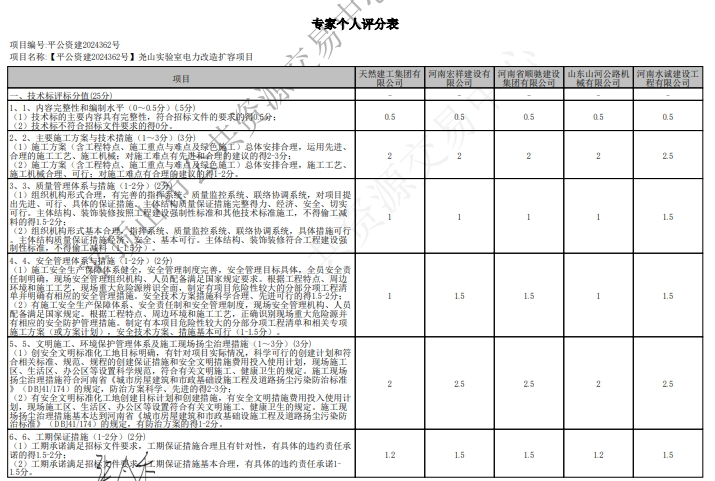 专家个人评分表
项目编号:平公资建2024362号
项目名称:【平公资建2024362号】尧山实验室电力改造扩容项目
项目 天然建工集团有限公司 河南宏祥建设有限公司 河南省顺驰建设集团有限公司 山东山河公路机械有限公司 河南水诚建设工程有限公司
一、技术标评标分值(25分) - - - - -
1、1、内容完整性和编制水平（0～0.5分）(.5分)
（1）技术标的主要内容具有完整性，符合招标文件的要求的得0.5分；
（2）技术标不符合招标文件要求的得0分。
0.5 0.5 0.5 0.5 0.5
2、2、主要施工方案与技术措施（1～3分）(3分)
（1）施工方案（含工程特点、施工重点与难点及绿色施工）总体安排合理，运用先进、
合理的施工工艺、施工机械；对施工难点有先进和合理的建议的得2-3分；
（2）施工方案（含工程特点、施工重点与难点及绿色施工）总体安排合理，施工工艺、
施工机械合理、可行；对施工难点有合理的建议的得1-2分。
2 2 2 2 2.5
3、3、质量管理体系与措施（1-2分）(2分)
（1）组织机构形式合理，有完善的指挥系统、质量监控系统、联络协调系统，对项目提
出先进、可行、具体的保证措施。主体结构质量保证措施完整得力、经济、安全、切实
可行。主体结构、装饰装修按照工程建设强制性标准和其他技术标准施工，不得偷工减
料的得1.5-2分；
（2）组织机构形式基本合理，指挥系统、质量监控系统、联络协调系统，具体措施可行
。主体结构质量保证措施经济、安全、基本可行。主体结构、装饰装修符合工程建设强
制性标准，不得偷工减料（1-1.5分）。
1 1 1 1 1.5
4、4、安全管理体系与措施（1-2分）(2分)
（1）施工安全生产保障体系健全，安全管理制度完善，安全管理目标具体，全员安全责
任制明确，现场安全管理组织机构、人员配备满足国家规定要求。根据工程特点、周边
环境和施工工艺，现场重大危险源辨识全面，制定有项目危险性较大的分部分项工程清
单并明确有相应的安全管理措施。安全技术方案措施科学合理、先进可行的得1.5-2分；
（2）有施工安全生产保障体系、安全责任制和安全管理制度，现场安全管理机构、人员
配备满足国家规定。根据工程特点、周边环境和施工工艺，正确识别现场重大危险源并
有相应的安全防护管理措施。制定有本项目危险性较大的分部分项工程清单和相关专项
施工方案（或方案计划），安全技术方案、措施基本可行（1-1.5分）。
1 1.5 1.5 1 1.5
5、5、文明施工、环境保护管理体系及施工现场扬尘治理措施（1～3分）(3分)
（1）创安全文明标准化工地目标明确，有针对项目实际情况，科学可行的创建计划和符
合相关标准、规范、规程的创建保证措施和安全文明措施费用投入使用计划，现场施工
区、生活区、办公区等设置科学规范，符合有关文明施工、健康卫生的规定。施工现场
扬尘治理措施符合河南省《城市房屋建筑和市政基础设施工程及道路扬尘污染防治标准
》（DBJ41/174）的规定，防治方案科学、先进的得2-3分；
（2）有安全文明标准化工地创建目标计划和创建措施，有安全文明措施费用投入使用计
划，现场施工区、生活区、办公区等设置符合有关文明施工、健康卫生的规定。施工现
场扬尘治理措施基本达到河南省《城市房屋建筑和市政基础设施工程及道路扬尘污染防
治标准》（DBJ41/174）的规定，有防治方案的得1-2分。
2 2.5 2.5 2 2.5
6、6、工期保证措施（1-2分）(2分)
（1）工期承诺满足招标文件要求，工期保证措施合理且有针对性，有具体的违约责任承
诺的得1.5-2分；
（2）工期承诺满足招标文件要求，工期保证措施基本合理，有具体的违约责任承诺1-
1.5分。
1.2 1.5 1.5 1.2 1.5